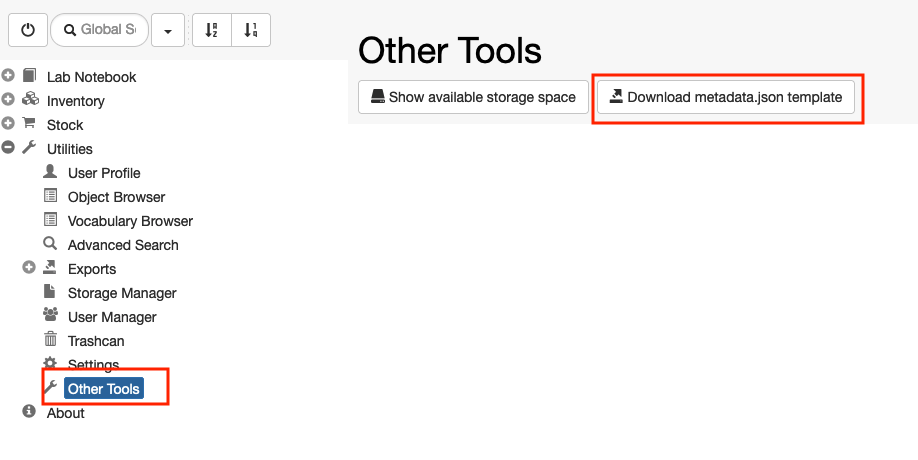 Global S
Other Tools
Show available storage space
Download metadata.json template
Lab Notebook
Inventory
Stock
Utilities
User Profile
Object Browser
Vocabulary Browser
Advanced Search
Exports
Storage Manager
User Manager
Trashcan
Settings
Other Tools
About